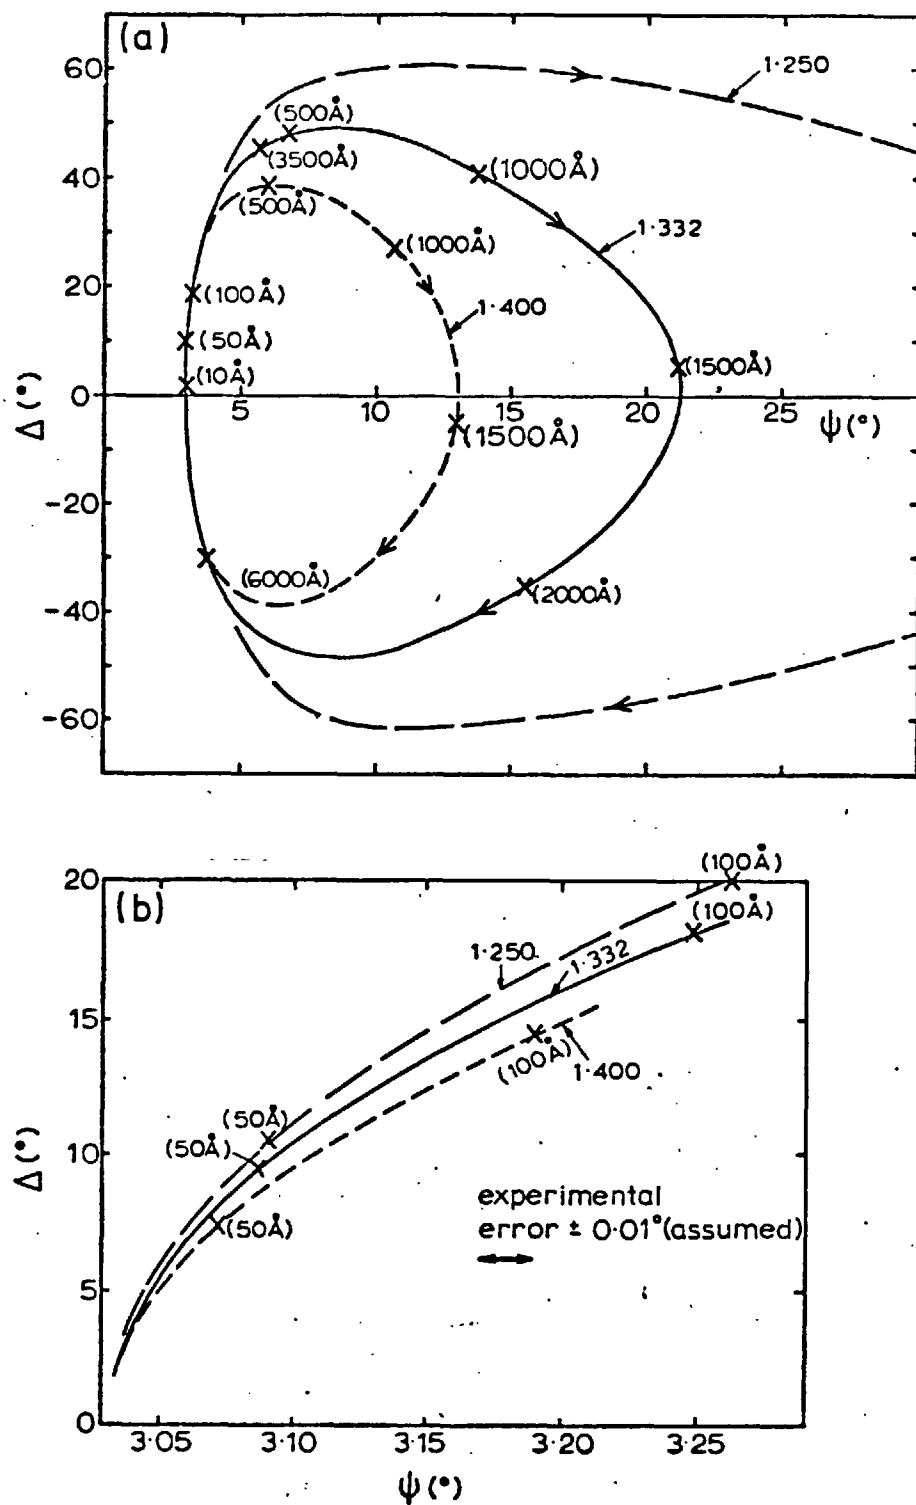 (a)
60
40
20
0
-20
-40
-60
Δ(°)
5
10
15
20
25
ψ(°)
1·250
(500Å)
(3500Å)
(500Å)
(1000Å)
(1000Å)
1·332
(100Å)
(50Å)
(10Å)
1·400
(1500Å)
(1500Å)
(6000Å)
(2000Å)
(b)
20
15
10
5
0
Δ(°)
3·05
3·10
3·15
3·20
3·25
ψ(°)
(100Å)
(100Å)
1·250
1·332
(100Å)
1·400
(50Å)
(50Å)
(50Å)
experimental
error ± 0·01° (assumed)